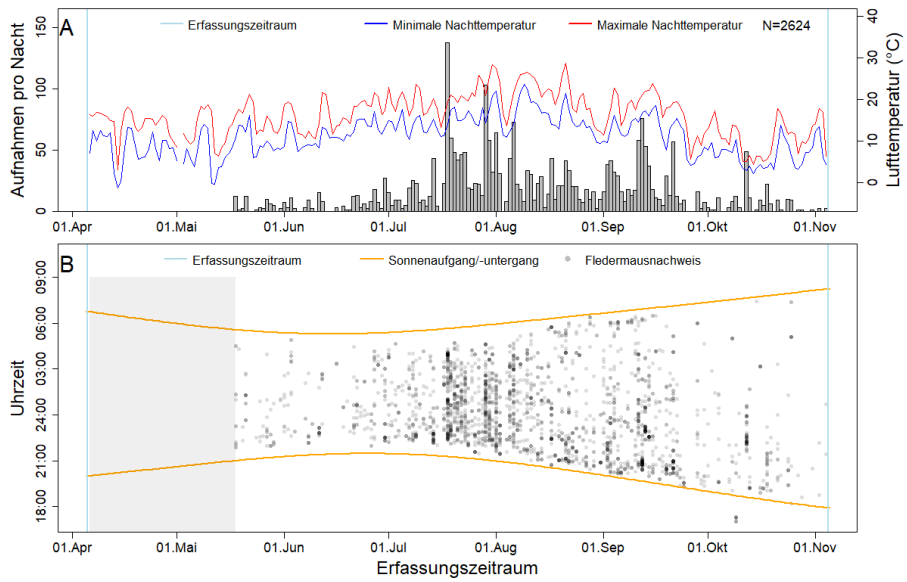 A
Erfassungszeitraum
Minimale Nachttemperatur
Maximale Nachttemperatur
N=2624
Aufnahmen pro Nacht
0
50
100
150
Lufttemperatur (°C)
0
10
20
30
40
01.Apr
01.Mai
01.Jun
01.Jul
01.Aug
01.Sep
01.Okt
01.Nov
B
Erfassungszeitraum
Sonnenaufgang/-untergang
Fledermausnachweis
Uhrzeit
18:00
21:00
24:00
03:00
06:00
09:00
01.Apr
01.Mai
01.Jun
01.Jul
01.Aug
01.Sep
01.Okt
01.Nov
Erfassungszeitraum